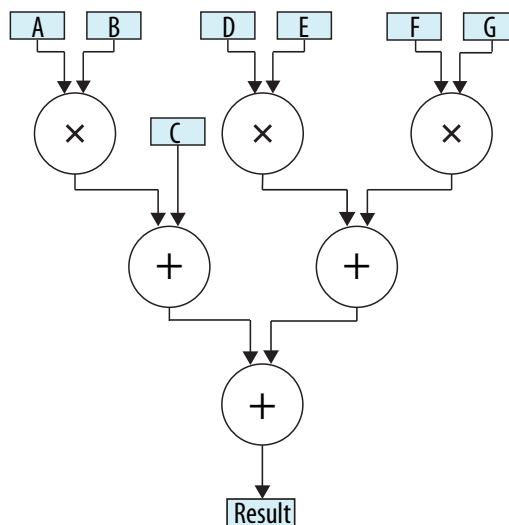 A B D E F G
× × ×
C
+ +
+
Result